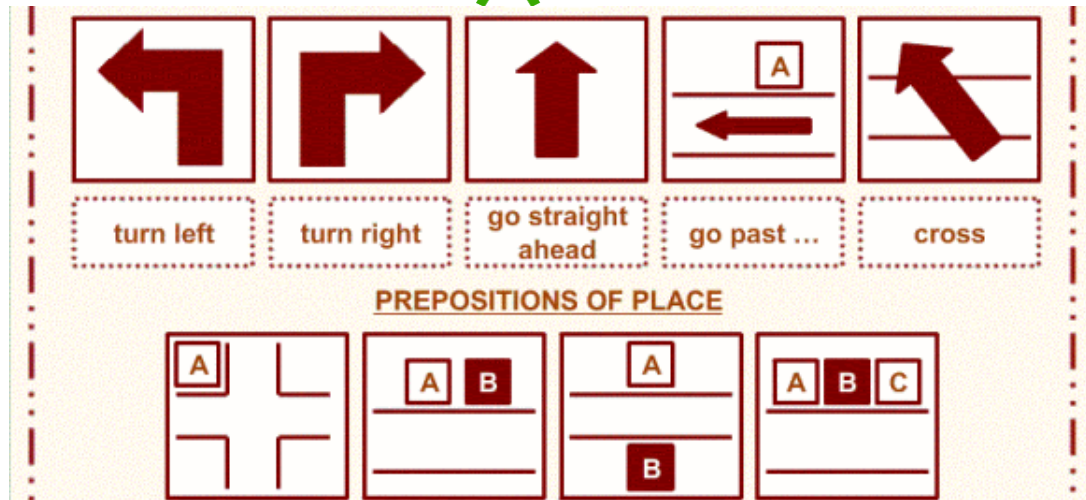 A
turn left
turn right
go straight
ahead
go past ...
cross
PREPOSITIONS OF PLACE
A
A B
A
B
A B C